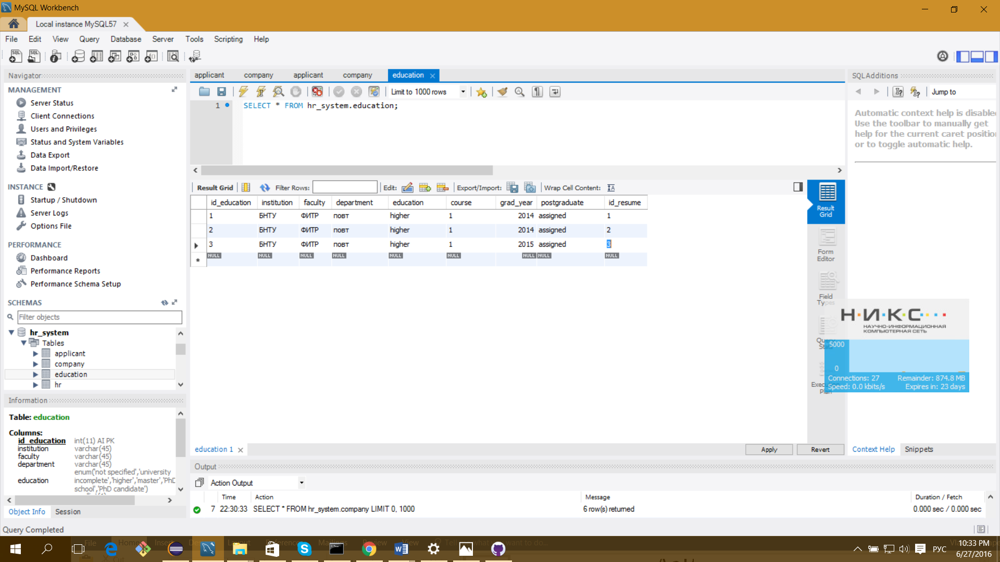 MySQL Workbench
Local instance MySQL57
File Edit View Query Database Server Tools Scripting Help
Navigator
MANAGEMENT
Server Status
Client Connections
Users and Privileges
Status and System Variables
Data Export
Data Import/Restore
INSTANCE
Startup / Shutdown
Server Logs
Options File
PERFORMANCE
Dashboard
Performance Reports
Performance Schema Setup
SCHEMAS
Filter objects
hr_system
Tables
applicant
company
education
hr
Information
Table: education
Columns:
id_education int(11) AI PK
institution varchar(45)
faculty varchar(45)
department varchar(45)
education enum('not specified','university
incomplete','higher','master','PhD
school','PhD candidate')
Object Info Session
Query Completed
applicant company applicant company education
Limit to 1000 rows
1 SELECT * FROM hr_system.education;
Result Grid Filter Rows: Edit: Export/Import: Wrap Cell Content:
id_education institution faculty department education course grad_year postgraduate id_resume
1 БНТУ ФИТР повт higher 1 2014 assigned 1
2 БНТУ ФИТР повт higher 1 2014 assigned 2
3 БНТУ ФИТР повт higher 1 2015 assigned 3
NULL NULL NULL NULL NULL NULL NULL NULL NULL
Result
Grid
Form
Editor
Field
Types
education 1
Apply Revert
Output
Action Output
Time Action Message Duration / Fetch
7 22:30:33 SELECT * FROM hr_system.company LIMIT 0, 1000 6 row(s) returned 0.000 sec / 0.000 sec
SQLAdditions
Jump to
Automatic context help is disable
Use the toolbar to manually get
help for the current caret positio
or to toggle automatic help.
Н·И·К·С
НАУЧНО-ИНФОРМАЦИОННАЯ
КОМПЬЮТЕРНАЯ СЕТЬ
5000
0
Connections: 27 Remainder: 874.8 MB
Speed: 0.0 kbits/s Expires in: 23 days
Context Help Snippets
РУС
10:33 PM
6/27/2016